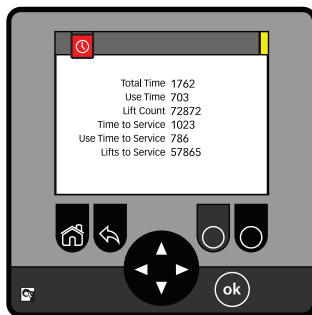 Total Time 1762
Use Time 703
Lift Count 72872
Time to Service 1023
Use Time to Service 786
Lifts to Service 57865
ok